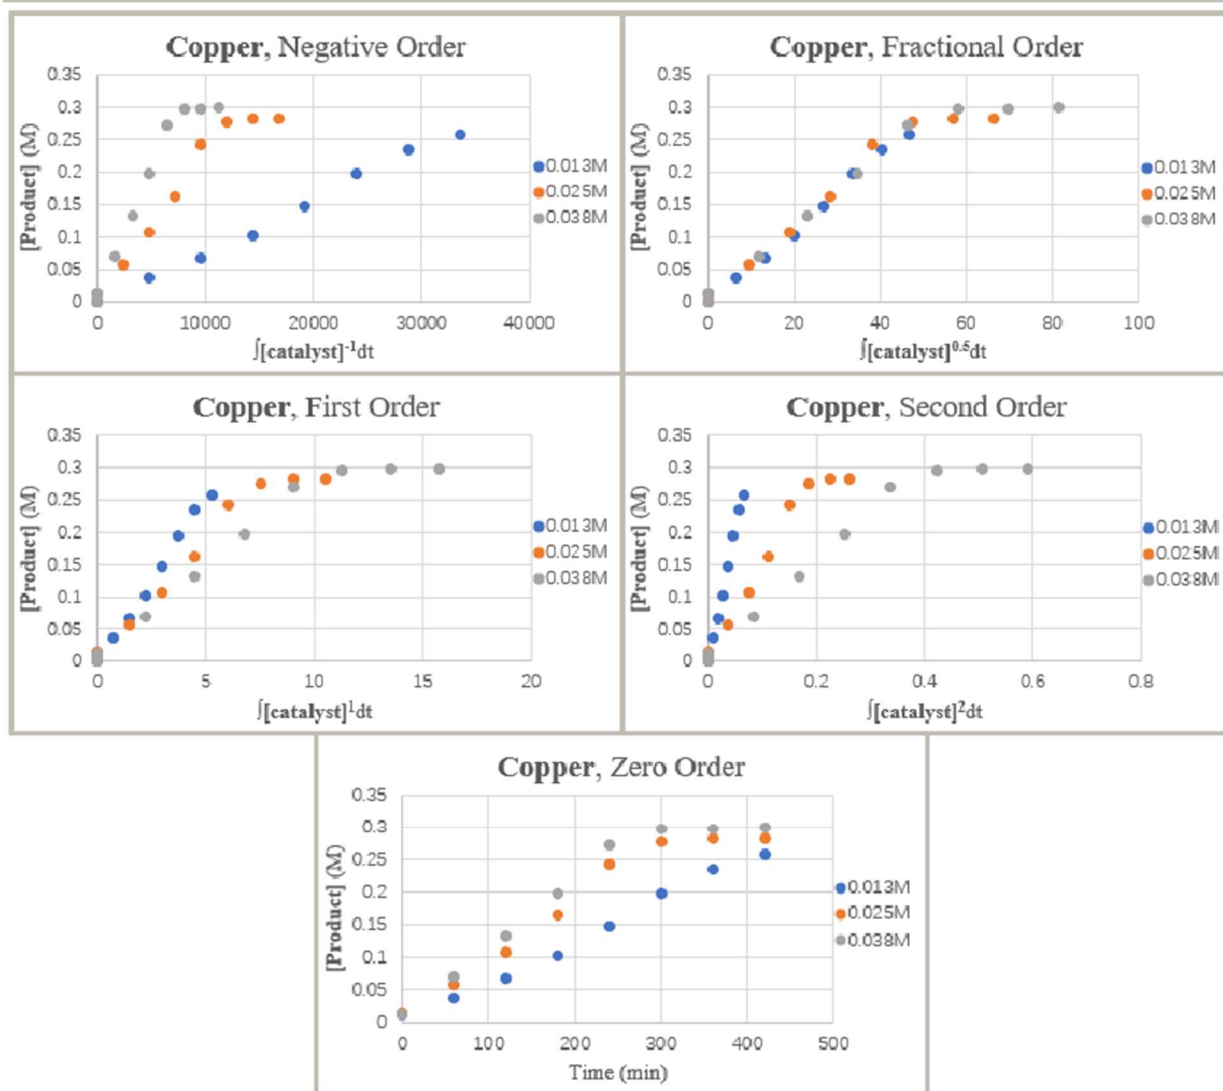 Copper, Negative Order
[Product] (M)
0.35
0.3
0.25
0.2
0.15
0.1
0.05
0
0 10000 20000 30000 40000
∫[catalyst]⁻¹dt
0.013M
0.025M
0.038M
Copper, Fractional Order
[Product] (M)
0.35
0.3
0.25
0.2
0.15
0.1
0.05
0
0 20 40 60 80 100
∫[catalyst]⁰·⁵dt
0.013M
0.025M
0.038M
Copper, First Order
[Product] (M)
0.35
0.3
0.25
0.2
0.15
0.1
0.05
0
0 5 10 15 20
∫[catalyst]¹dt
0.013M
0.025M
0.038M
Copper, Second Order
[Product] (M)
0.35
0.3
0.25
0.2
0.15
0.1
0.05
0
0 0.2 0.4 0.6 0.8
∫[catalyst]²dt
0.013M
0.025M
0.038M
Copper, Zero Order
[Product] (M)
0.35
0.3
0.25
0.2
0.15
0.1
0.05
0
0 100 200 300 400 500
Time (min)
0.013M
0.025M
0.038M